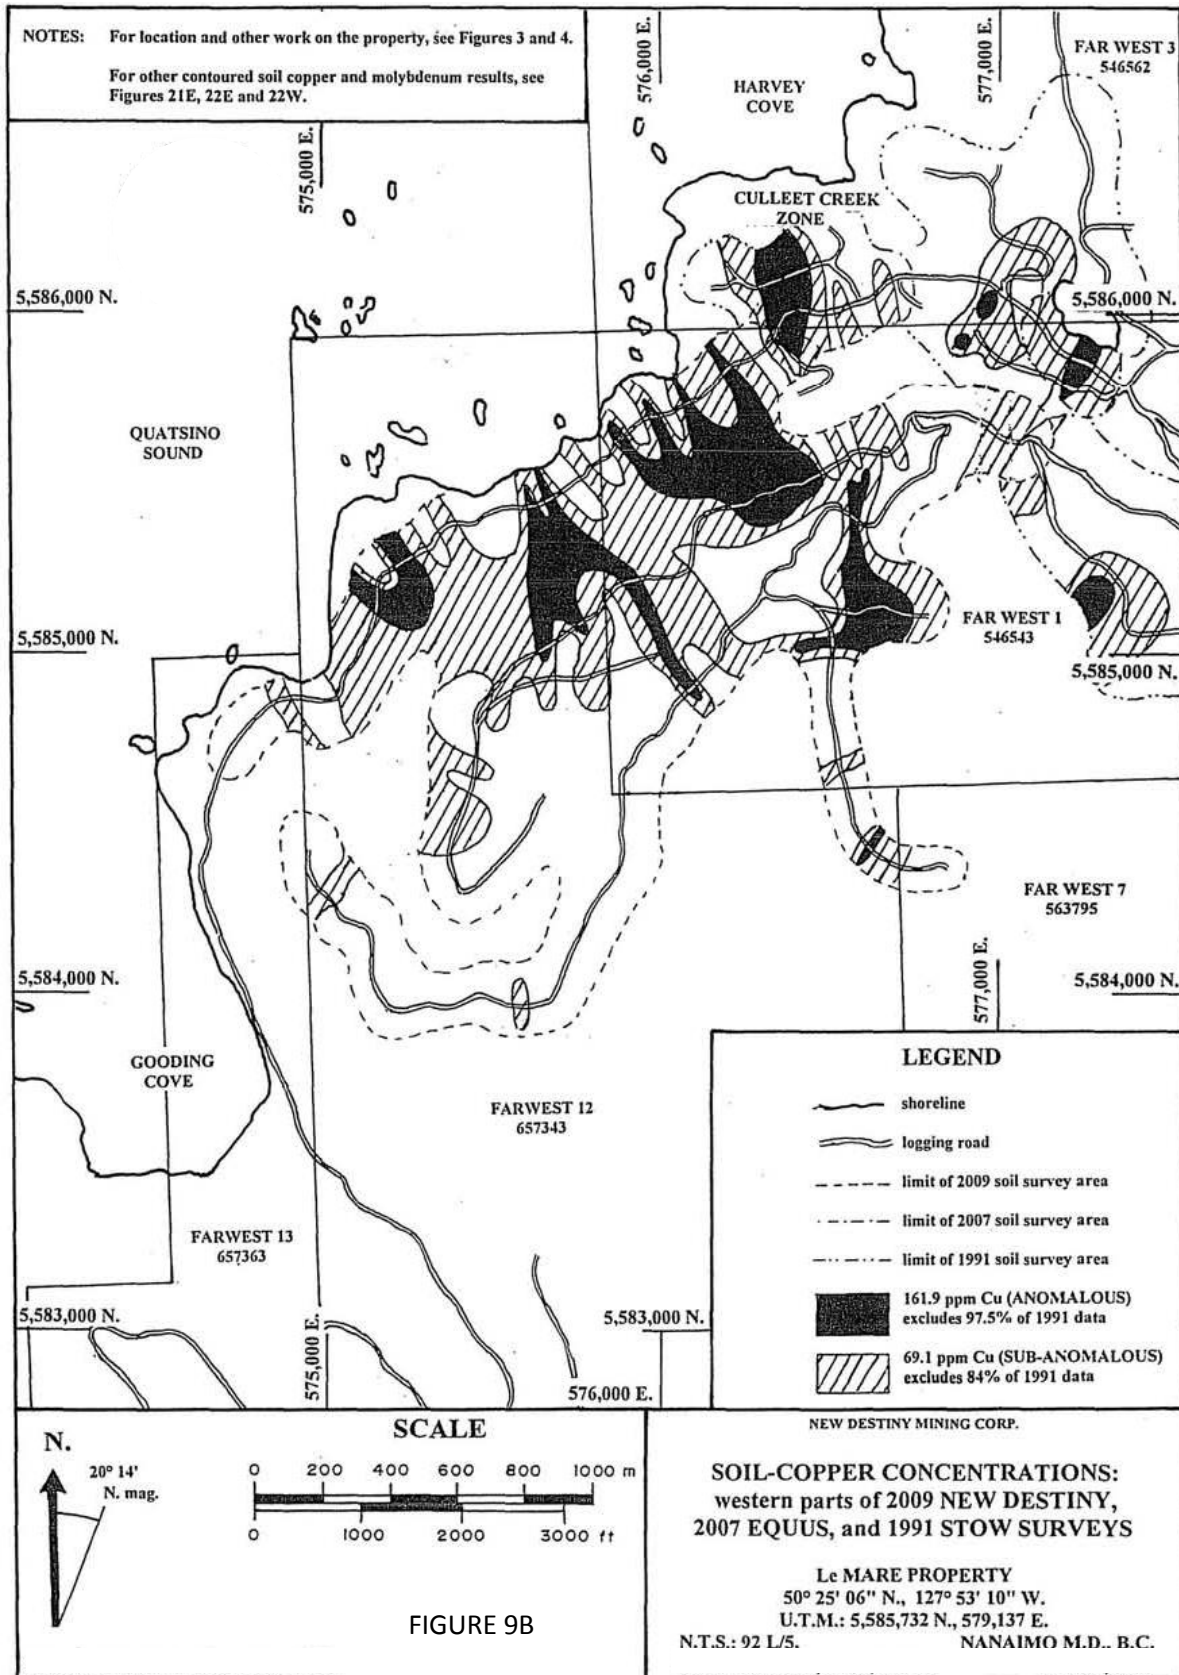 NOTES: For location and other work on the property, see Figures 3 and 4.
For other contoured soil copper and molybdenum results, see
Figures 21E, 22E and 22W.
576,000 E.
577,000 E.
FAR WEST 3
546562
HARVEY
COVE
575,000 E.
CULLEET CREEK
ZONE
5,586,000 N.
5,586,000 N.
QUATSINO
SOUND
FAR WEST 1
546543
5,585,000 N.
5,585,000 N.
FAR WEST 7
563795
577,000 E.
5,584,000 N.
5,584,000 N.
GOODING
COVE
FARWEST 12
657343
FARWEST 13
657363
5,583,000 N.
5,583,000 N.
575,000 E.
576,000 E.
LEGEND
shoreline
logging road
limit of 2009 soil survey area
limit of 2007 soil survey area
limit of 1991 soil survey area
161.9 ppm Cu (ANOMALOUS)
excludes 97.5% of 1991 data
69.1 ppm Cu (SUB-ANOMALOUS)
excludes 84% of 1991 data
N.
20° 14'
N. mag.
SCALE
0 200 400 600 800 1000 m
0 1000 2000 3000 ft
FIGURE 9B
NEW DESTINY MINING CORP.
SOIL-COPPER CONCENTRATIONS:
western parts of 2009 NEW DESTINY,
2007 EQUUS, and 1991 STOW SURVEYS
Le MARE PROPERTY
50° 25' 06" N., 127° 53' 10" W.
U.T.M.: 5,585,732 N., 579,137 E.
N.T.S.: 92 L/5. NANAIMO M.D., B.C.